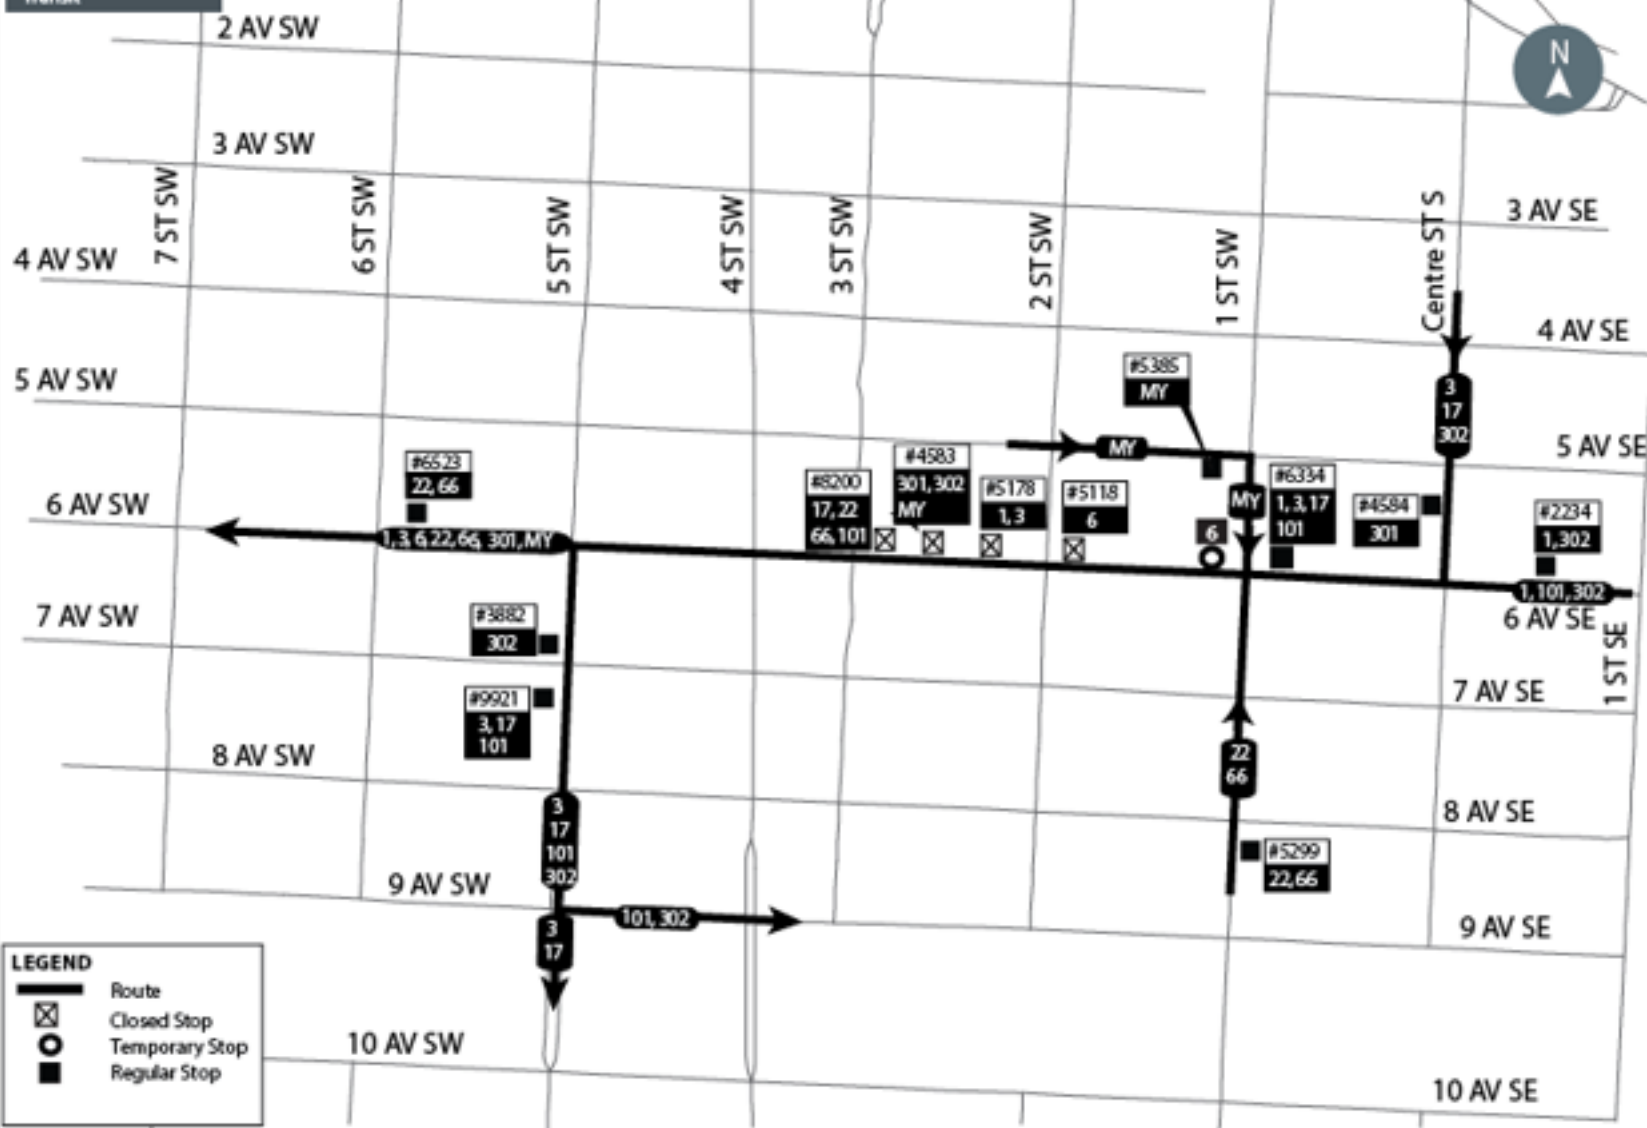 Transit
2 AV SW
N
3 AV SW
7 ST SW
6 ST SW
5 ST SW
4 ST SW
3 ST SW
2 ST SW
1 ST SW
Centre ST S
3 AV SE
4 AV SW
4 AV SE
5 AV SW
#5385
MY
3
17
302
MY
5 AV SE
#6523
22, 66
#8200
17, 22
66, 101
#4583
301, 302
MY
#5178
1, 3
#5118
6
MY
6
#6334
1, 3, 17
101
#4584
301
#2234
1, 302
6 AV SW
1, 3, 6, 22, 66, 301, MY
1, 101, 302
6 AV SE
1 ST SE
#3882
302
7 AV SW
#9921
3, 17
101
7 AV SE
8 AV SW
22
66
3
17
101
302
8 AV SE
#5299
22, 66
9 AV SW
101, 302
3
17
9 AV SE
LEGEND
Route
Closed Stop
Temporary Stop
Regular Stop
10 AV SW
10 AV SE